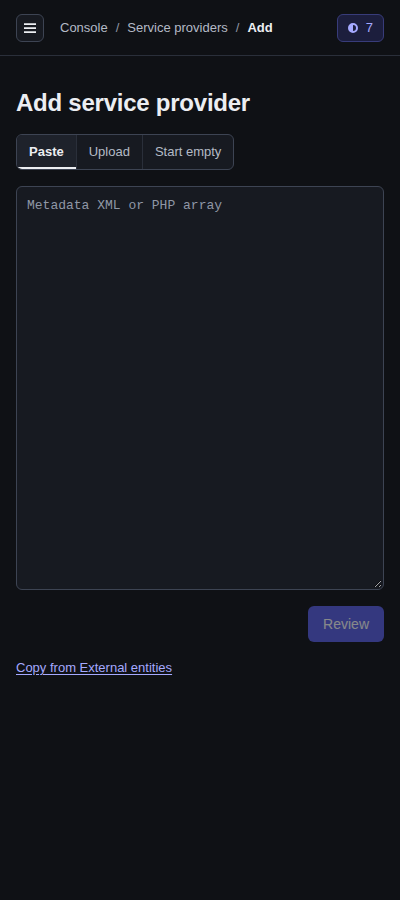 Console / Service providers / Add
7
Add service provider
Paste
Upload
Start empty
Metadata XML or PHP array
Review
Copy from External entities